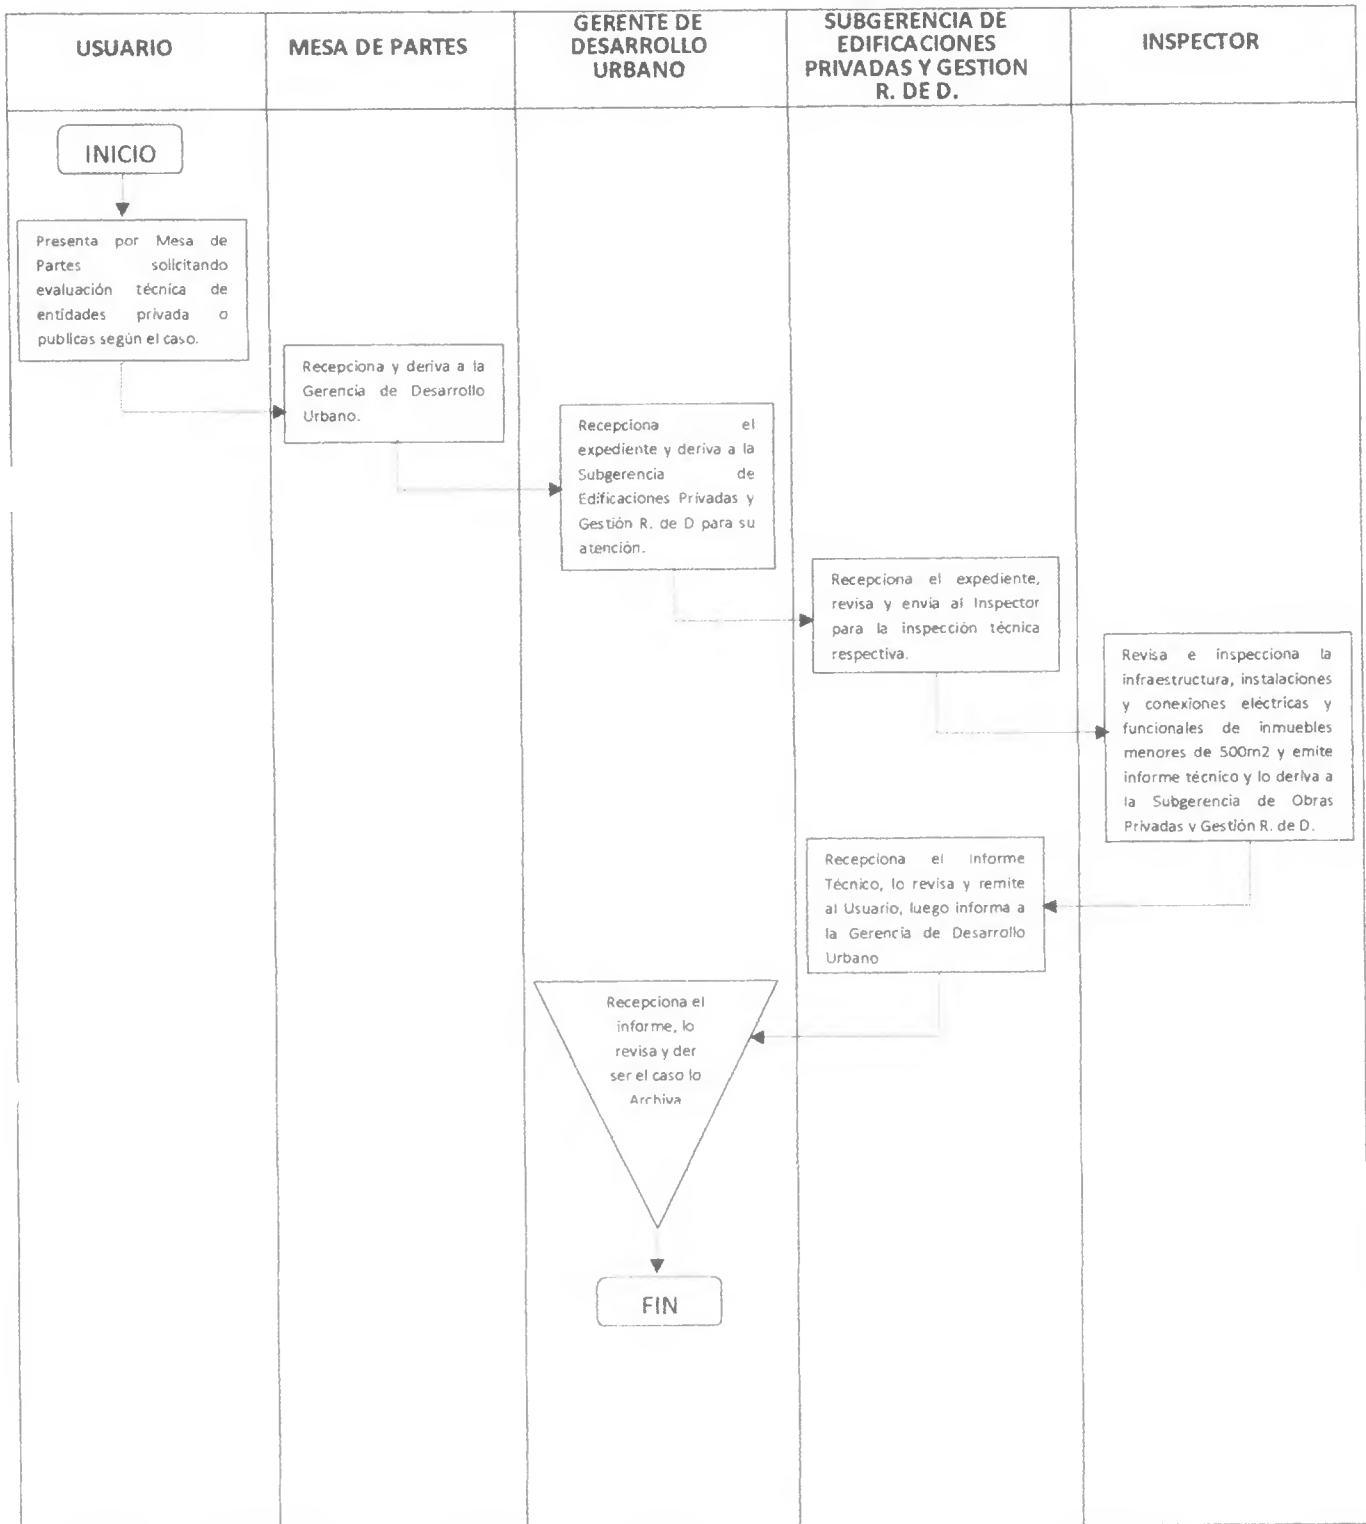 USUARIO
MESA DE PARTES
GERENTE DE
DESARROLLO
URBANO
SUBGERENCIA DE
EDIFICACIONES
PRIVADAS Y GESTION
R. DE D.
INSPECTOR
INICIO
Presenta por Mesa de
Partes solicitando
evaluación técnica de
entidades privada o
publicas según el caso.
Recepciona y deriva a la
Gerencia de Desarrollo
Urbano.
Recepciona el
expediente y deriva a la
Subgerencia de
Edificaciones Privadas y
Gestión R. de D para su
atención.
Recepciona el expediente,
revisa y envia al Inspector
para la inspección técnica
respectiva.
Revisa e inspecciona la
infraestructura, instalaciones
y conexiones eléctricas y
funcionales de inmuebles
menores de 500m2 y emite
informe técnico y lo deriva a
la Subgerencia de Obras
Privadas y Gestión R. de D.
Recepciona el Informe
Técnico, lo revisa y remite
al Usuario, luego informa a
la Gerencia de Desarrollo
Urbano
Recepciona el
informe, lo
revisa y der
ser el caso lo
Archiva
FIN